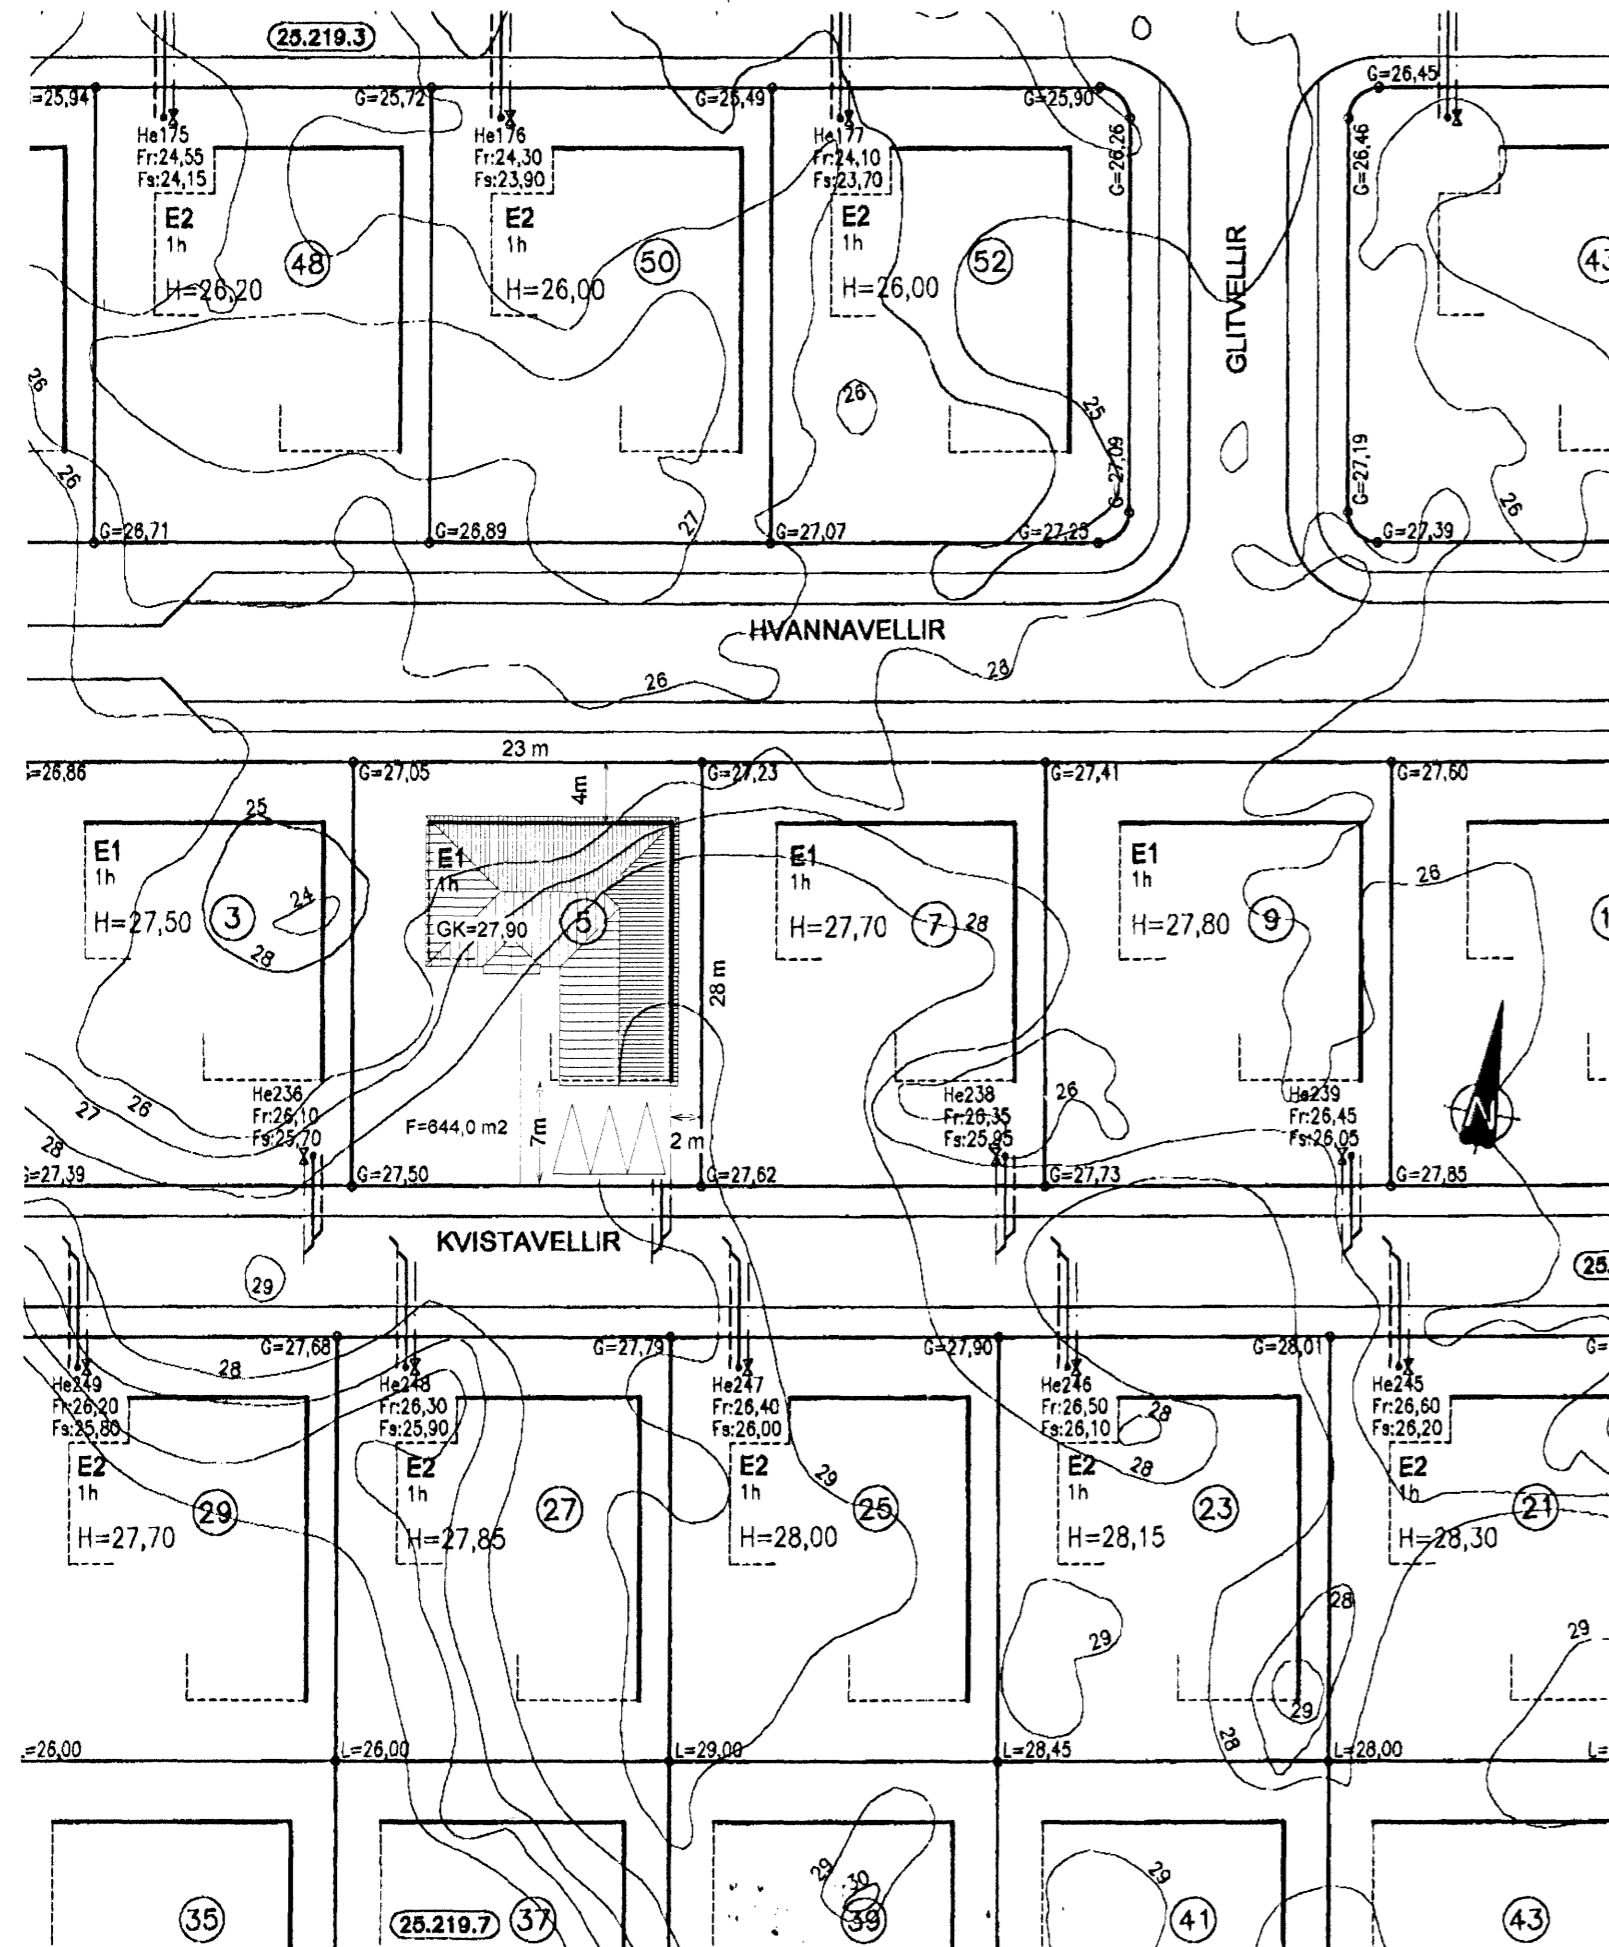 25.219.3
G=26,45
=25,94
G=25,72
G=25,49
G=25,90
G=26,26
G=26,46
He175
Fr:24,55
Fs:24,15
E2
1h
H=26,20
48
He176
Fr:24,30
Fs:23,90
E2
1h
H=26,00
50
He177
Fr:24,10
Fs:23,70
E2
1h
H=26,00
52
GLITVELLIR
26
26
26
25
27
G=27,09
G=27,19
26
G=26,71
G=26,89
G=27,07
G=27,25
G=27,39
HVANNAVELLIR
26
28
23 m
=26,86
G=27,05
G=27,23
G=27,41
G=27,60
4m
25
E1
1h
H=27,50
3
24
28
E1
1h
GK=27,90
5
28 m
E1
1h
H=27,70
7
28
E1
1h
H=27,80
9
26
N
27
26
28
He236
Fr:26,10
Fs:25,70
F=644,0 m2
7m
2 m
He238
Fr:26,35
Fs:25,95
26
He239
Fr:26,45
Fs:26,05
G=27,39
G=27,50
G=27,62
G=27,73
G=27,85
KVISTAVELLIR
29
25.
G=27,68
G=27,79
G=27,90
G=28,01
G=
28
He249
Fr:26,20
Fs:25,80
E2
1h
H=27,70
29
He248
Fr:26,30
Fs:25,90
E2
1h
H=27,85
27
He247
Fr:26,40
Fs:26,00
E2
1h
H=28,00
29
25
He246
Fr:26,50
Fs:26,10
28
28
E2
1h
H=28,15
23
He245
Fr:26,60
Fs:26,20
E2
1h
H=28,30
21
28
29
29
29
28
=26,00
L=26,00
L=29,00
L=28,45
L=28,00
L=
29
30
29
35
25.219.7
37
39
41
43